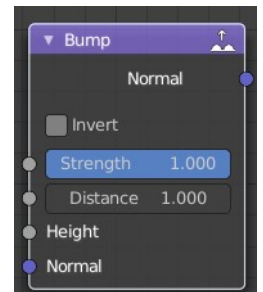 Bump
Normal
Invert
Strength 1.000
Distance 1.000
Height
Normal